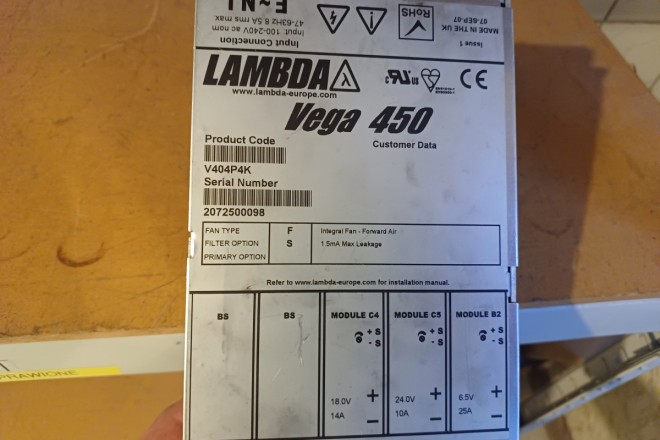 E ~ N L
Input Connection
Input: 100-240V ac nom
47-63Hz 8.5A rms max
RoHS
Issue 1
MADE IN THE UK
07-SEP-07
LAMBDA
www.lambda-europe.com
c RU us
CE
Vega 450
Product Code
Customer Data
V404P4K
Serial Number
2072500098
FAN TYPE F Integral Fan - Forward Air
FILTER OPTION S 1.5mA Max Leakage
PRIMARY OPTION
Refer to www.lambda-europe.com for installation manual.
BS BS MODULE C4 MODULE C5 MODULE B2
+ S + S + S
- S - S - S
18.0V + 24.0V + 6.5V +
14A - 10A - 25A -
PRAWIONE